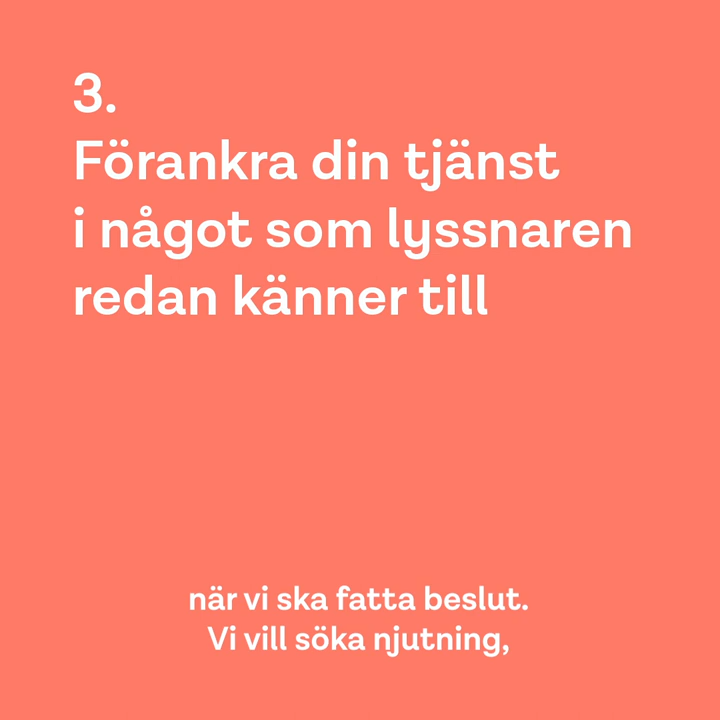 3.
Förankra din tjänst
i något som lyssnaren
redan känner till
när vi ska fatta beslut.
Vi vill söka njutning,